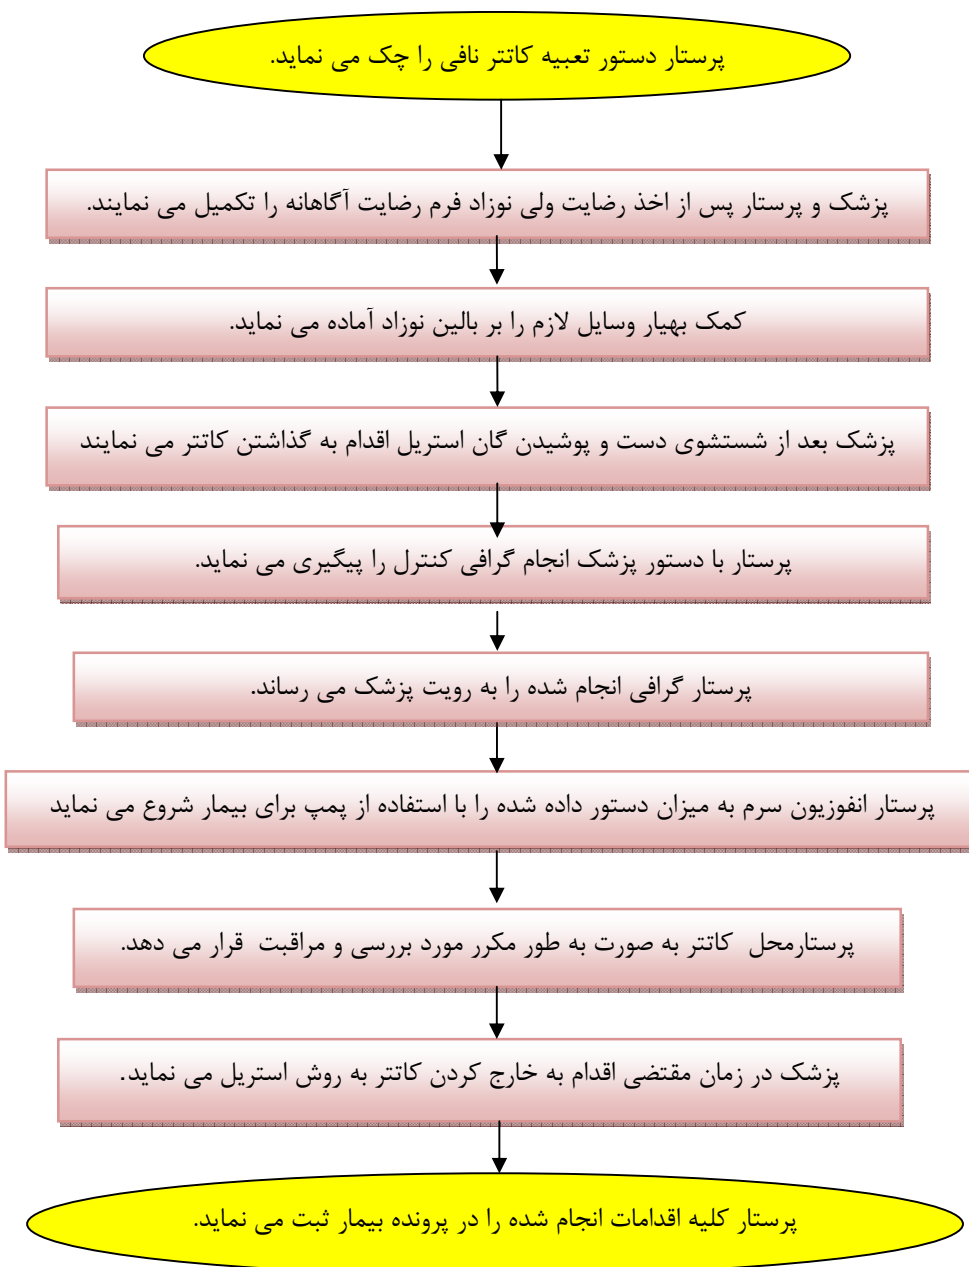 پرستار دستور تعبیه کاتتر نافی را چک می نماید.
پزشک و پرستار پس از اخذ رضایت ولی نوزاد فرم رضایت آگاهانه را تکمیل می نمایند.
کمک بهیار وسایل لازم را بر بالین نوزاد آماده می نماید.
پزشک بعد از شستشوی دست و پوشیدن گان استریل اقدام به گذاشتن کاتتر می نمایند
پرستار با دستور پزشک انجام گرافی کنترل را پیگیری می نماید.
پرستار گرافی انجام شده را به رویت پزشک می رساند.
پرستار انفوزیون سرم به میزان دستور داده شده را با استفاده از پمپ برای بیمار شروع می نماید
پرستارمحل کاتتر به صورت به طور مکرر مورد بررسی و مراقبت قرار می دهد.
پزشک در زمان مقتضی اقدام به خارج کردن کاتتر به روش استریل می نماید.
پرستار کلیه اقدامات انجام شده را در پرونده بیمار ثبت می نماید.